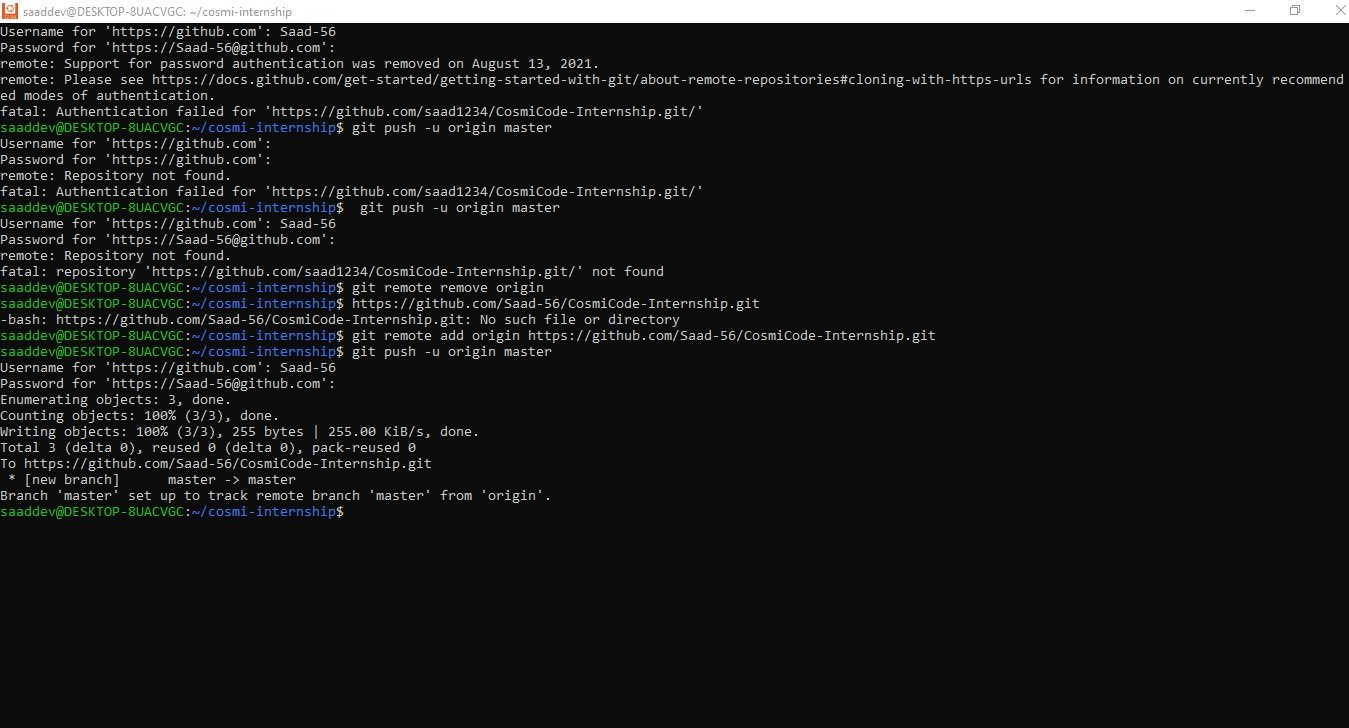 saaddev@DESKTOP-8UACVGC: ~/cosmi-internship
Username for 'https://github.com': Saad-56
Password for 'https://Saad-56@github.com':
remote: Support for password authentication was removed on August 13, 2021.
remote: Please see https://docs.github.com/get-started/getting-started-with-git/about-remote-repositories#cloning-with-https-urls for information on currently recommend
ed modes of authentication.
fatal: Authentication failed for 'https://github.com/saad1234/CosmiCode-Internship.git/'
saaddev@DESKTOP-8UACVGC:~/cosmi-internship$ git push -u origin master
Username for 'https://github.com':
Password for 'https://github.com':
remote: Repository not found.
fatal: Authentication failed for 'https://github.com/saad1234/CosmiCode-Internship.git/'
saaddev@DESKTOP-8UACVGC:~/cosmi-internship$  git push -u origin master
Username for 'https://github.com': Saad-56
Password for 'https://Saad-56@github.com':
remote: Repository not found.
fatal: repository 'https://github.com/saad1234/CosmiCode-Internship.git/' not found
saaddev@DESKTOP-8UACVGC:~/cosmi-internship$ git remote remove origin
saaddev@DESKTOP-8UACVGC:~/cosmi-internship$ https://github.com/Saad-56/CosmiCode-Internship.git
-bash: https://github.com/Saad-56/CosmiCode-Internship.git: No such file or directory
saaddev@DESKTOP-8UACVGC:~/cosmi-internship$ git remote add origin https://github.com/Saad-56/CosmiCode-Internship.git
saaddev@DESKTOP-8UACVGC:~/cosmi-internship$ git push -u origin master
Username for 'https://github.com': Saad-56
Password for 'https://Saad-56@github.com':
Enumerating objects: 3, done.
Counting objects: 100% (3/3), done.
Writing objects: 100% (3/3), 255 bytes | 255.00 KiB/s, done.
Total 3 (delta 0), reused 0 (delta 0), pack-reused 0
To https://github.com/Saad-56/CosmiCode-Internship.git
 * [new branch]      master -> master
Branch 'master' set up to track remote branch 'master' from 'origin'.
saaddev@DESKTOP-8UACVGC:~/cosmi-internship$